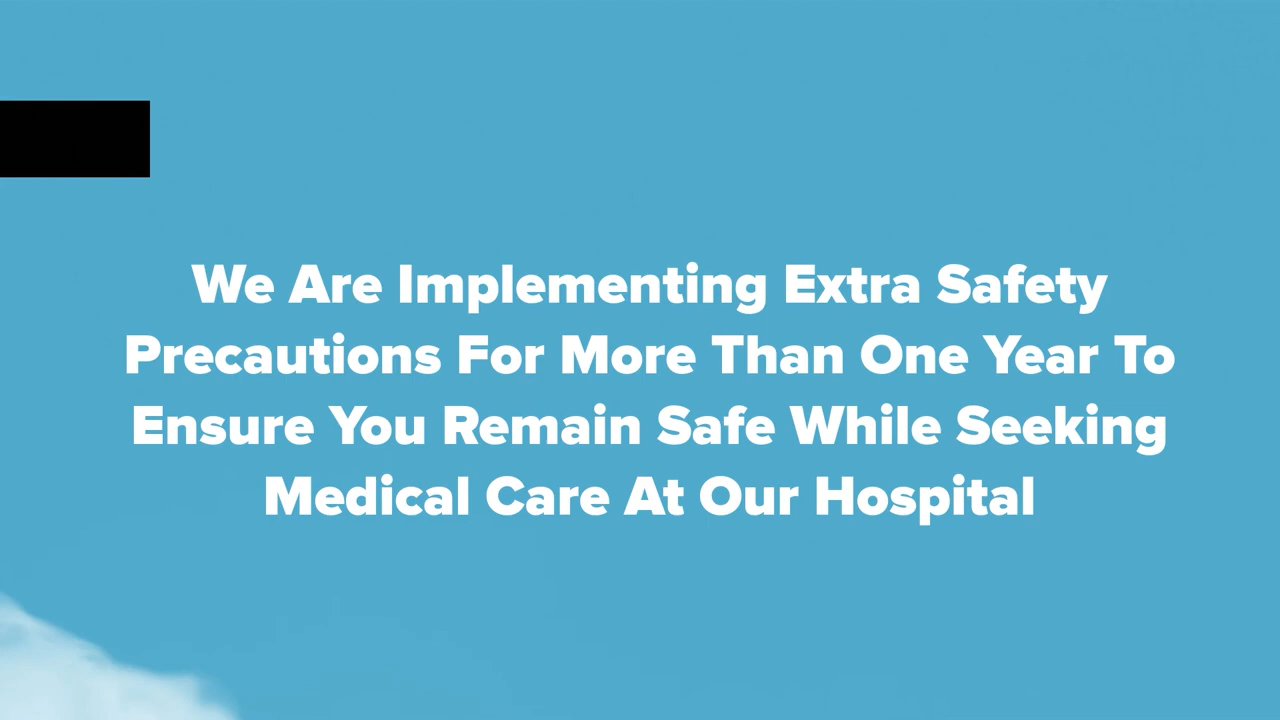 We Are Implementing Extra Safety
Precautions For More Than One Year To
Ensure You Remain Safe While Seeking
Medical Care At Our Hospital